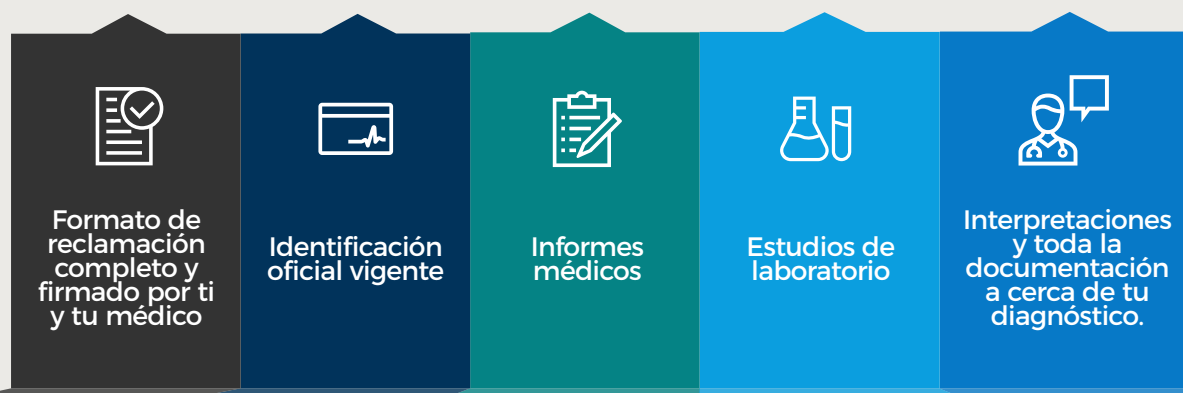 Formato de
reclamación
completo y
firmado por ti
y tu médico
Identificación
oficial vigente
Informes
médicos
Estudios de
laboratorio
Interpretaciones
y toda la
documentación
a cerca de tu
diagnóstico.